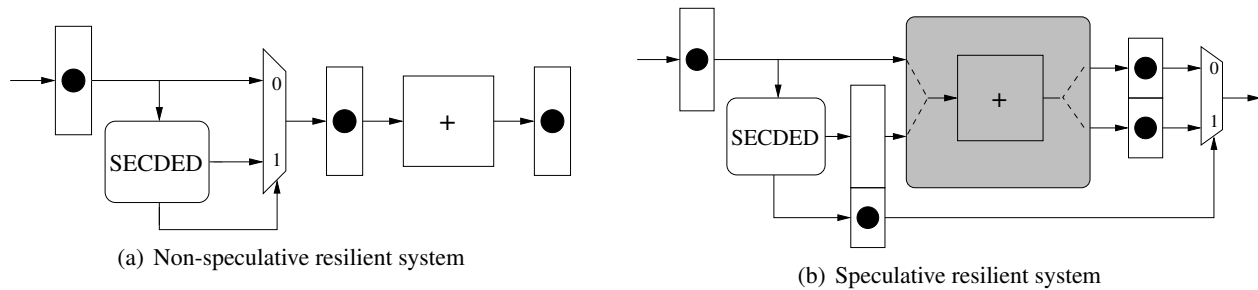 0
1
SECDED
+
(a) Non-speculative resilient system
+
0
1
SECDED
(b) Speculative resilient system